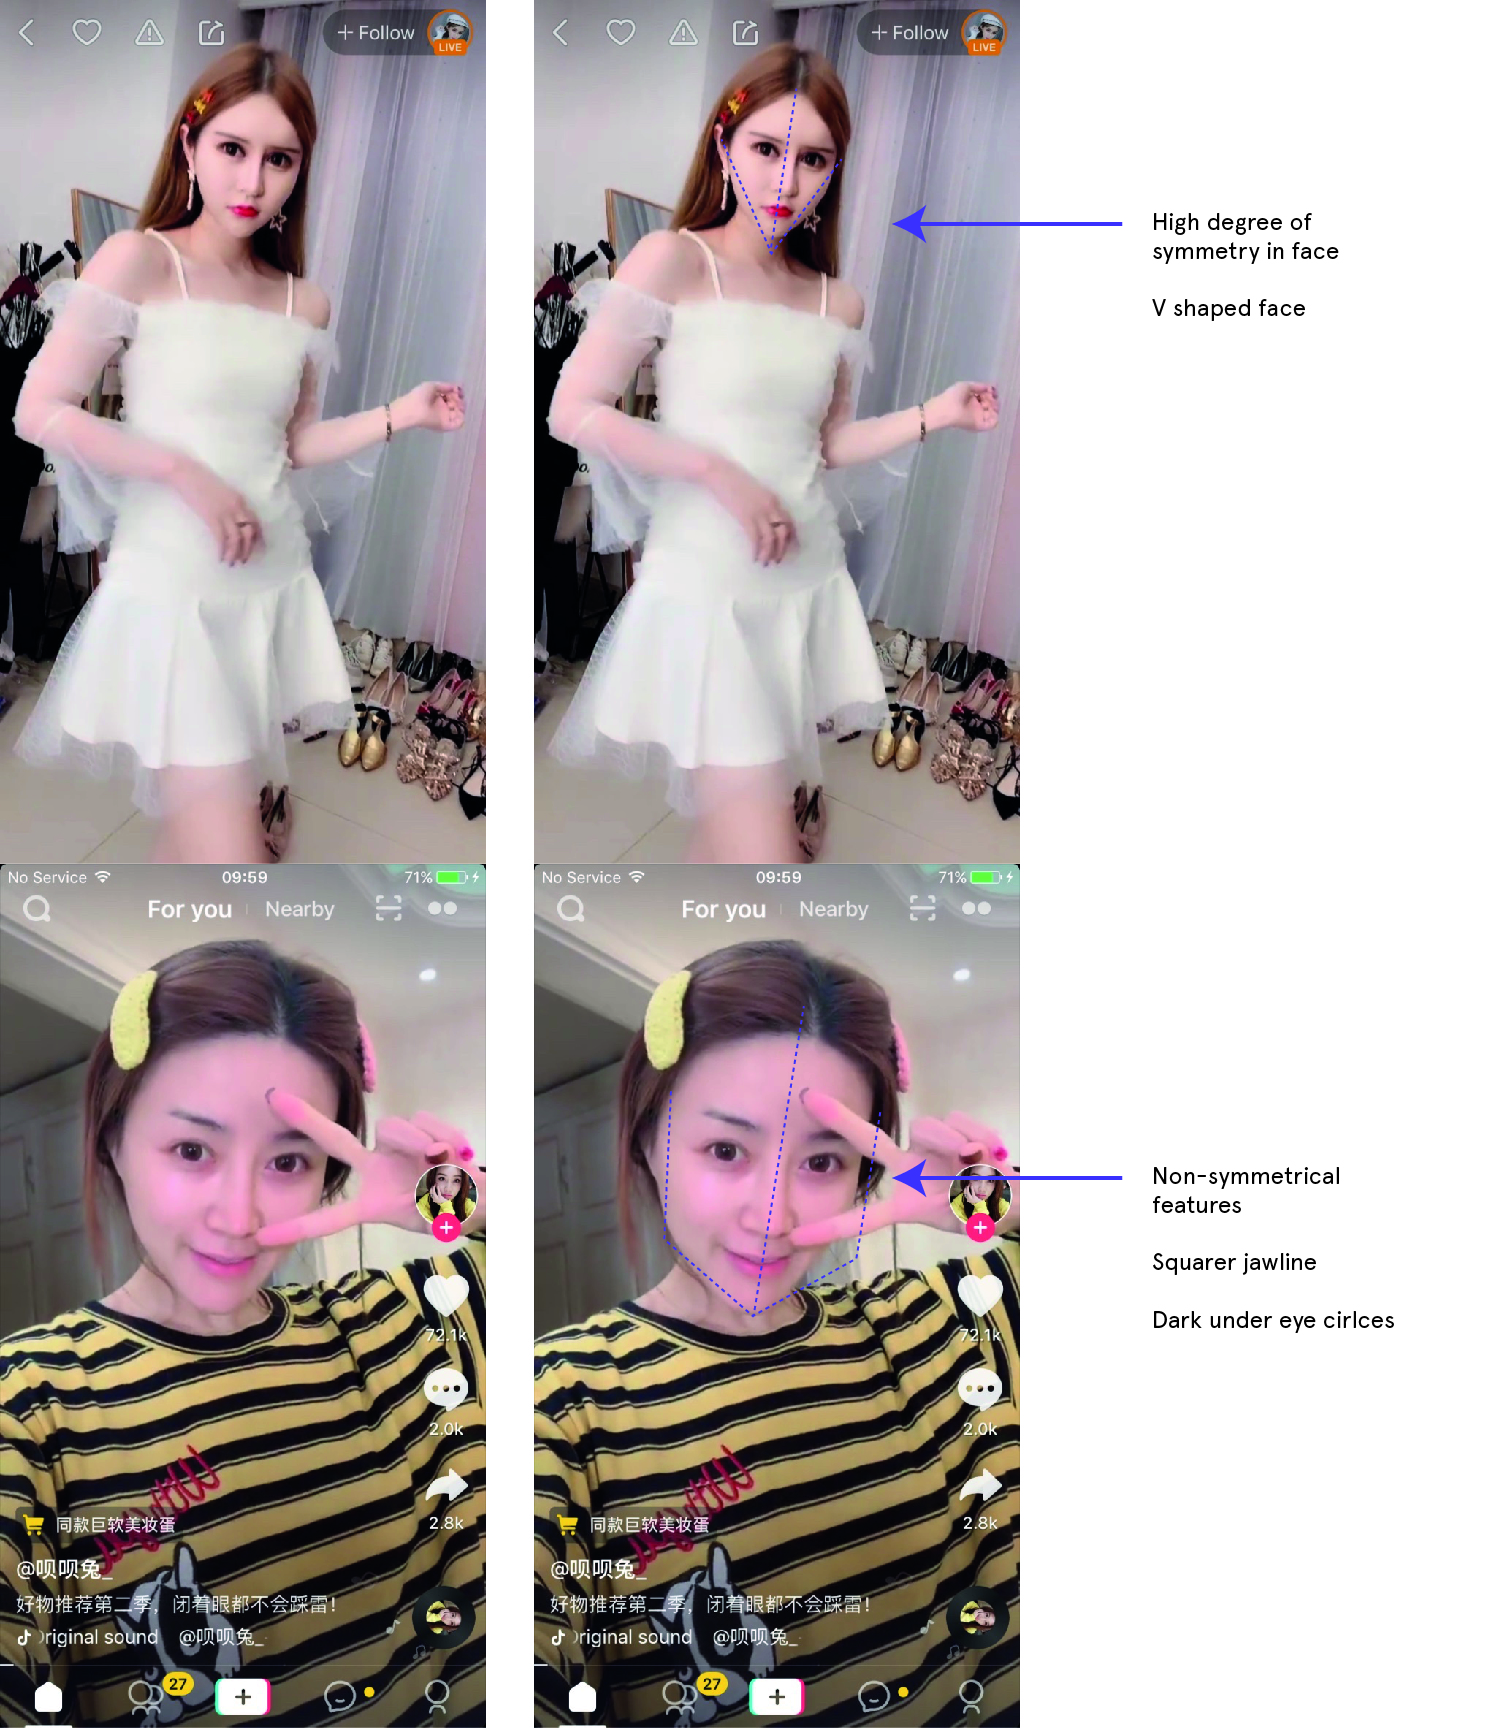 + Follow
LIVE
+ Follow
LIVE
High degree of
symmetry in face
V shaped face
No Service
09:59
71%
For you
Nearby
72.1k
2.0k
2.8k
同款巨软美妆蛋
@呗呗兔_
好物推荐第二季，闭着眼都不会踩雷！
riginal sound @呗呗兔_
27
No Service
09:59
71%
For you
Nearby
72.1k
2.0k
2.8k
同款巨软美妆蛋
@呗呗兔_
好物推荐第二季，闭着眼都不会踩雷！
riginal sound @呗呗兔_
27
Non-symmetrical
features
Squarer jawline
Dark under eye cirlces